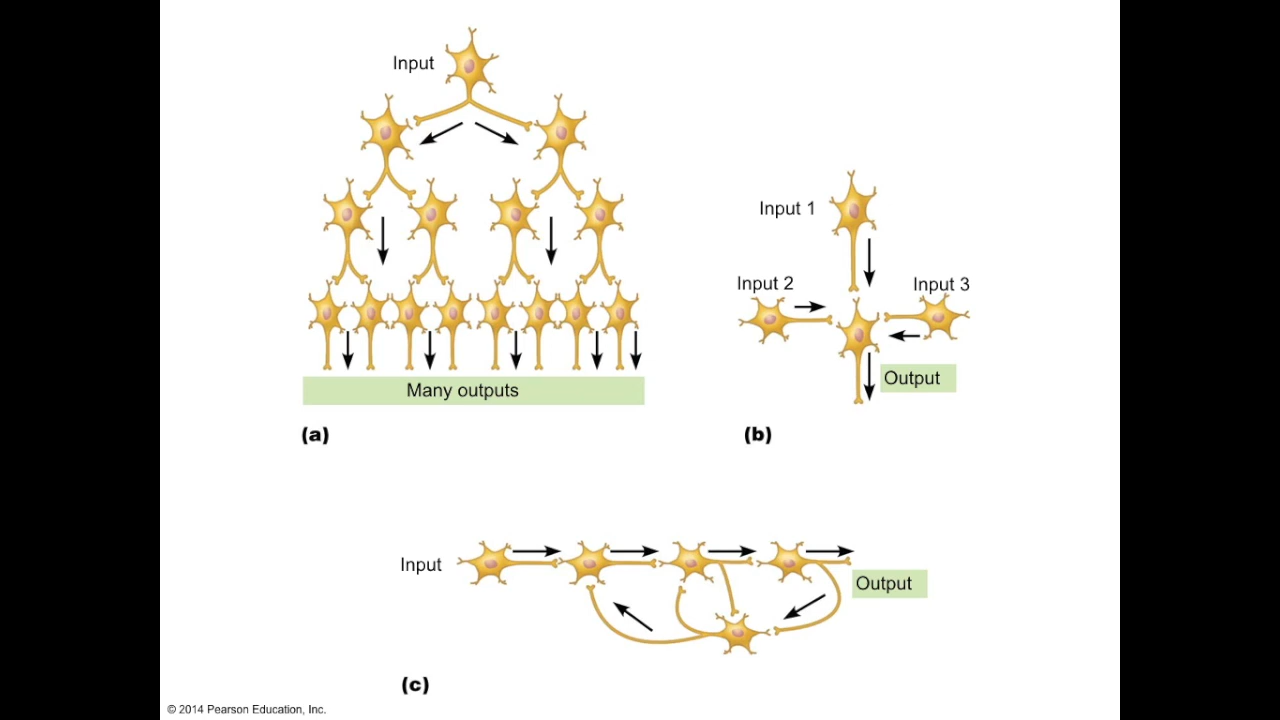 Input
Many outputs
(a)
Input 1
Input 2
Input 3
Output
(b)
Input
Output
(c)
© 2014 Pearson Education, Inc.